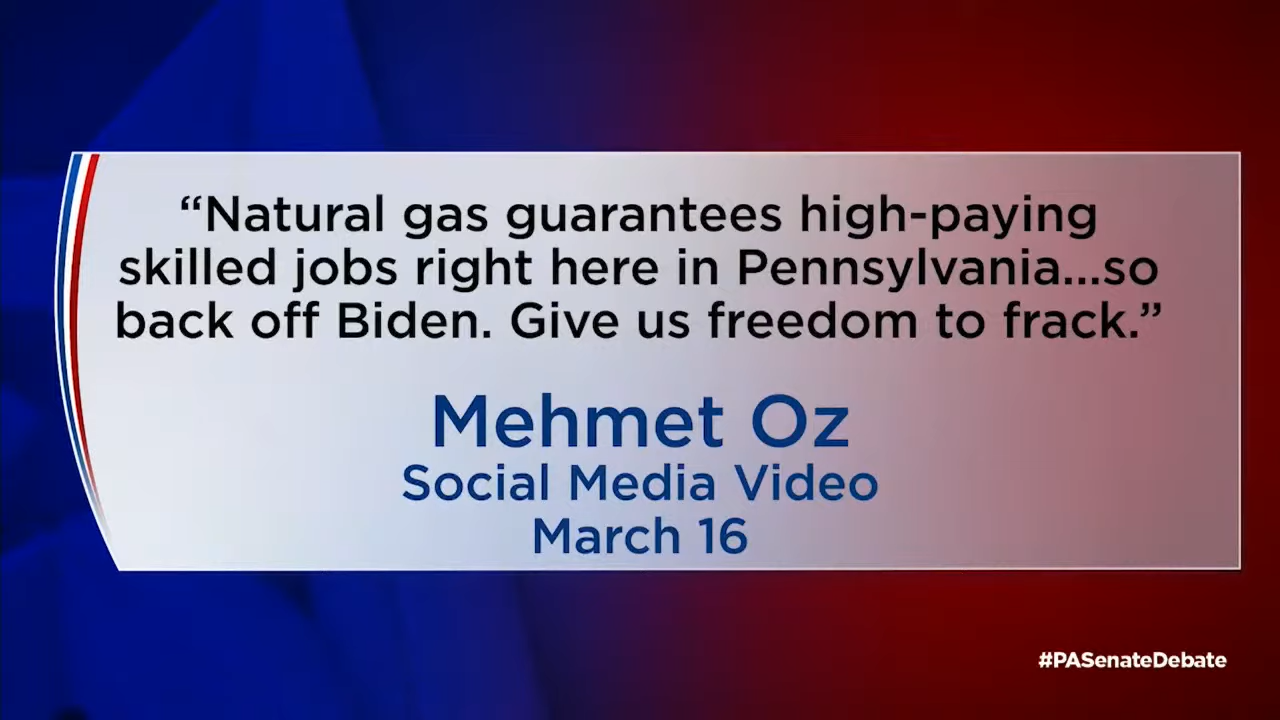 “Natural gas guarantees high-paying
skilled jobs right here in Pennsylvania...so
back off Biden. Give us freedom to frack.”
Mehmet Oz
Social Media Video
March 16
#PASenateDebate